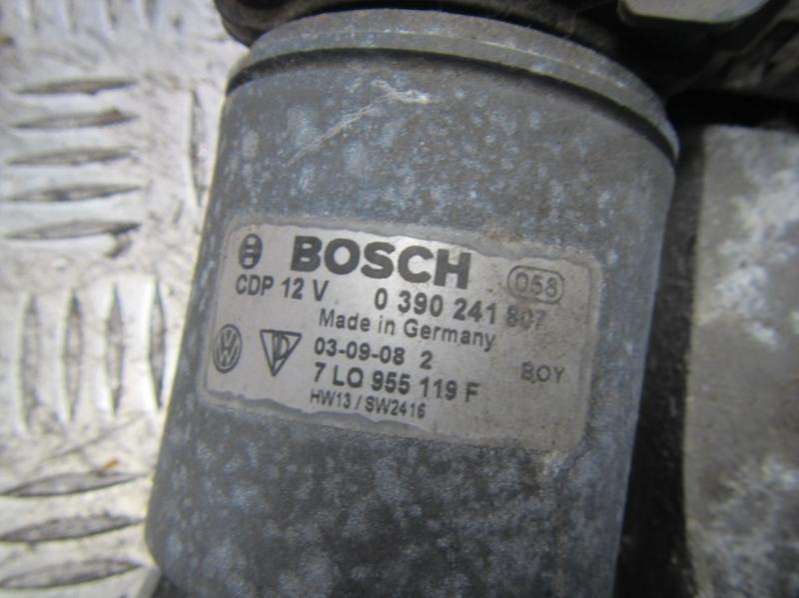 BOSCH 058
CDP 12 V 0 390 241 807
Made in Germany
VW 03-09-08 2 BOY
7 L0 955 119 F
HW13 / SW2416